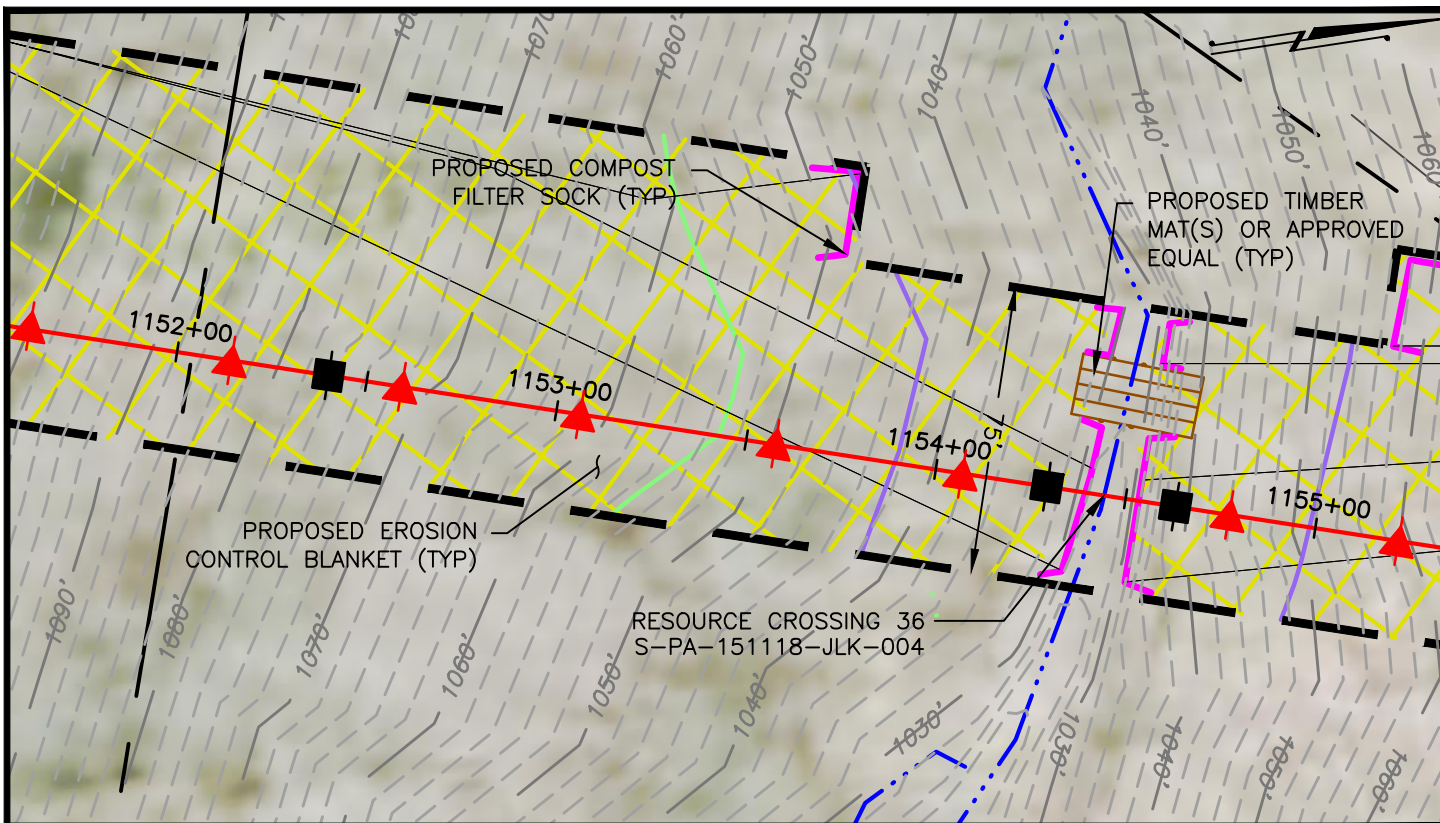 1070'
1060'
1050'
1040'
1040'
1050'
1060'
PROPOSED COMPOST
FILTER SOCK (TYP)
PROPOSED TIMBER
MAT(S) OR APPROVED
EQUAL (TYP)
1152+00
1153+00
1154+00
75'
1155+00
PROPOSED EROSION
CONTROL BLANKET (TYP)
RESOURCE CROSSING 36
S-PA-151118-JLK-004
1090'
1080'
1070'
1060'
1050'
1040'
1030'
1030'
1040'
1050'
1060'